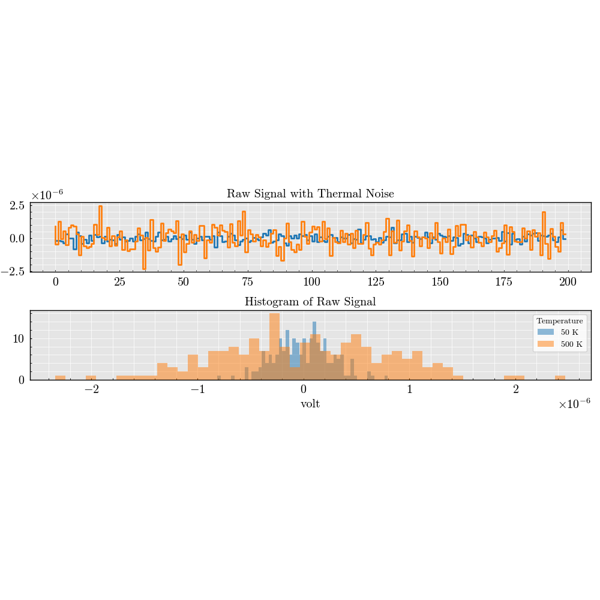 Raw Signal with Thermal Noise
×10⁻⁶
2.5
0.0
−2.5
0 25 50 75 100 125 150 175 200
Histogram of Raw Signal
Temperature
50 K
500 K
10
0
−2 −1 0 1 2
volt
×10⁻⁶